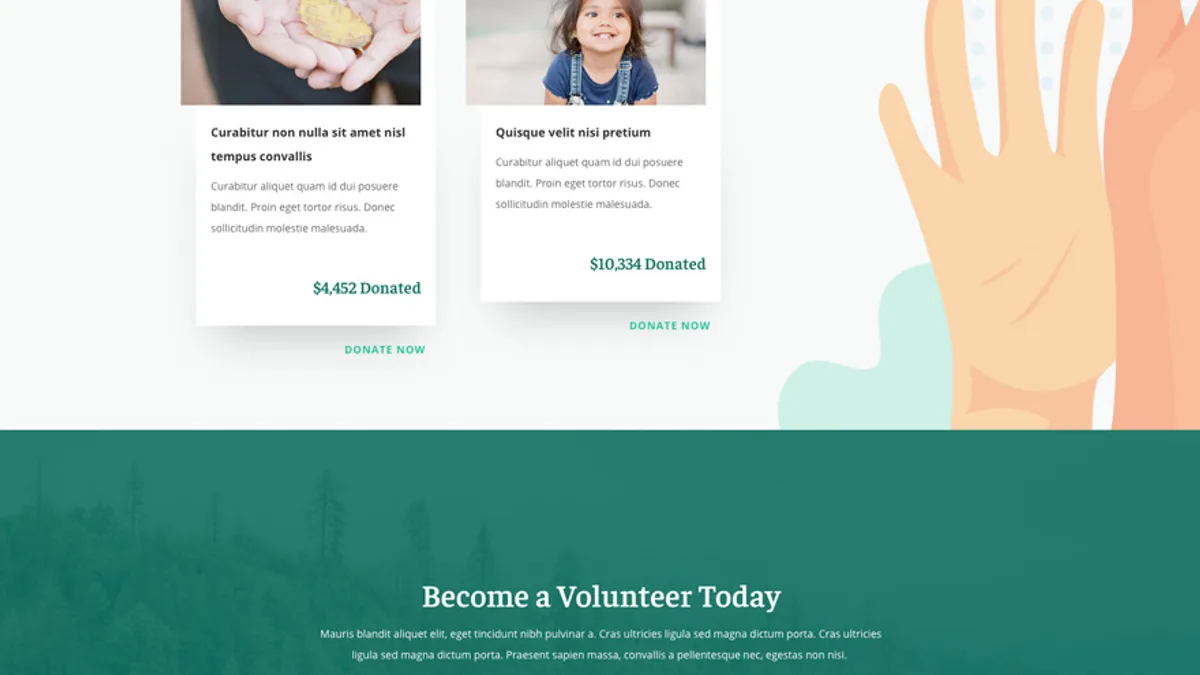 Curabitur non nulla sit amet nisl
tempus convallis
Curabitur aliquet quam id dui posuere
blandit. Proin eget tortor risus. Donec
sollicitudin molestie malesuada.
$4,452 Donated
DONATE NOW
Quisque velit nisi pretium
Curabitur aliquet quam id dui posuere
blandit. Proin eget tortor risus. Donec
sollicitudin molestie malesuada.
$10,334 Donated
DONATE NOW
Become a Volunteer Today
Mauris blandit aliquet elit, eget tincidunt nibh pulvinar a. Cras ultricies ligula sed magna dictum porta. Cras ultricies
ligula sed magna dictum porta. Praesent sapien massa, convallis a pellentesque nec, egestas non nisi.